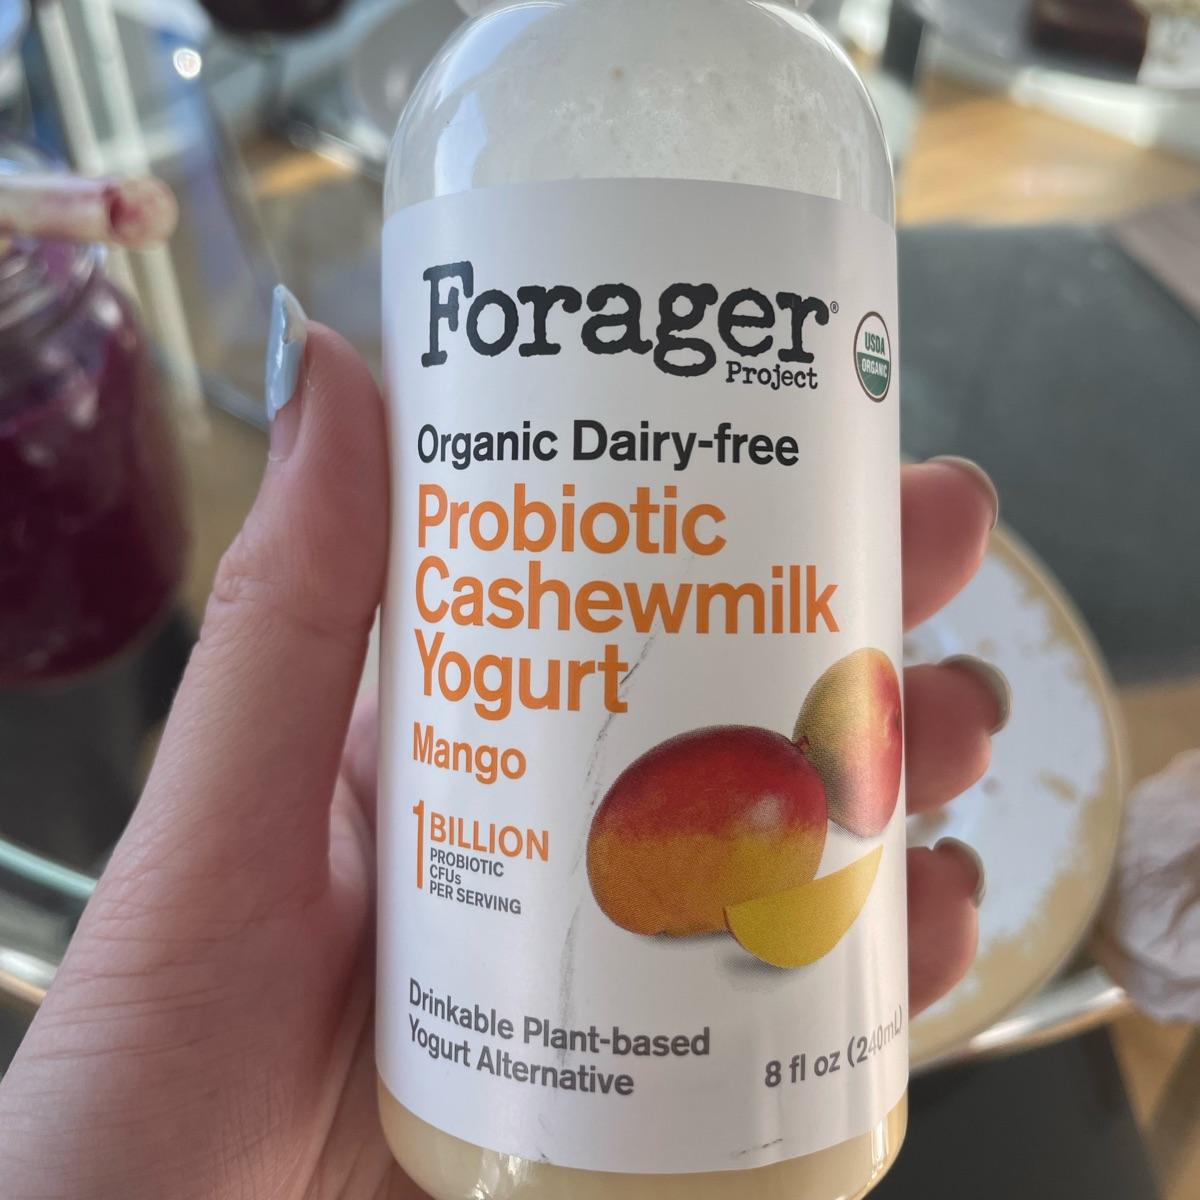 Forager®
Project
USDA
ORGANIC
Organic Dairy-free
Probiotic
Cashewmilk
Yogurt
Mango
1 BILLION
PROBIOTIC
CFUs
PER SERVING
Drinkable Plant-based
Yogurt Alternative
8 fl oz (240mL)